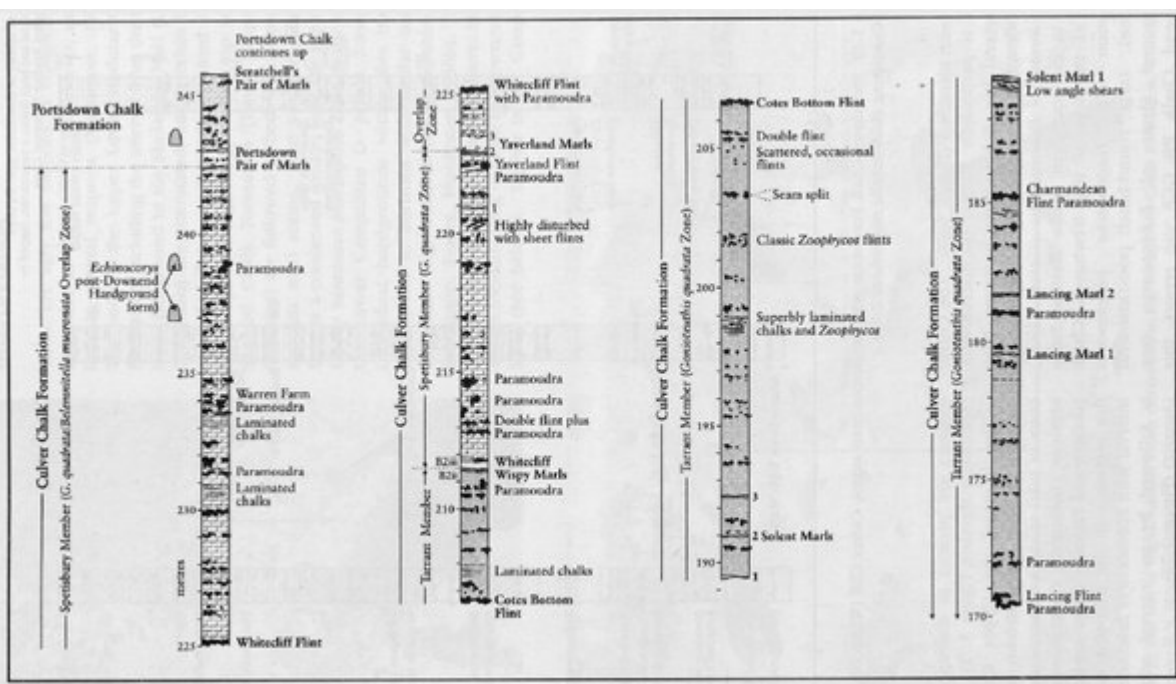 Portsdown Chalk
continues up
Scratchell's
Pair of Marls
245
Portsdown Chalk
Formation
Portsdown
Pair of Marls
240
Echinocorys
post-Downend
Hardground
form)
Paramoudra
235
Warren Farm
Paramoudra
Laminated
chalks
Paramoudra
Laminated
chalks
230
metres
225
Whitecliff Flint
Culver Chalk Formation
Spetisbury Member (G. quadrata/Belemnitella mucronata Overlap Zone)
225
Whitecliff Flint
with Paramoudra
3
Yaverland Marls
2
Yaverland Flint
Paramoudra
1
Highly disturbed
with sheet flints
220
215
Paramoudra
Paramoudra
Double flint plus
Paramoudra
Whitecliff
Wispy Marls
Paramoudra
210
Laminated chalks
Cotes Bottom
Flint
Culver Chalk Formation
Overlap
Zone
Spetisbury Member (G. quadrata Zone)
Tarrant Member
Cotes Bottom Flint
Double flint
205
Scattered, occasional
flints
Seam split
Classic Zoophycos flints
200
Superbly laminated
chalks and Zoophycos
195
3
2 Solent Marls
190
1
Culver Chalk Formation
Tarrant Member (Gonioteuthis quadrata Zone)
Solent Marl 1
Low angle shears
Charmandean
Flint Paramoudra
185
Lancing Marl 2
Paramoudra
180
Lancing Marl 1
175
Paramoudra
Lancing Flint
Paramoudra
170
Culver Chalk Formation
Tarrant Member (Gonioteuthis quadrata Zone)